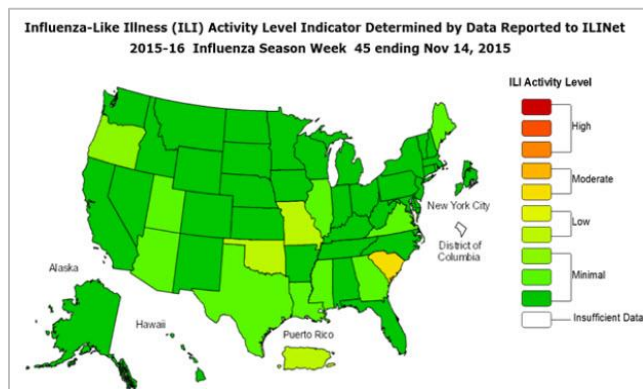 Influenza-Like Illness (ILI) Activity Level Indicator Determined by Data Reported to ILINet
2015-16 Influenza Season Week 45 ending Nov 14, 2015
ILI Activity Level
High
Moderate
Low
Minimal
Insufficient Data
New York City
District of
Columbia
Alaska
Hawaii
Puerto Rico